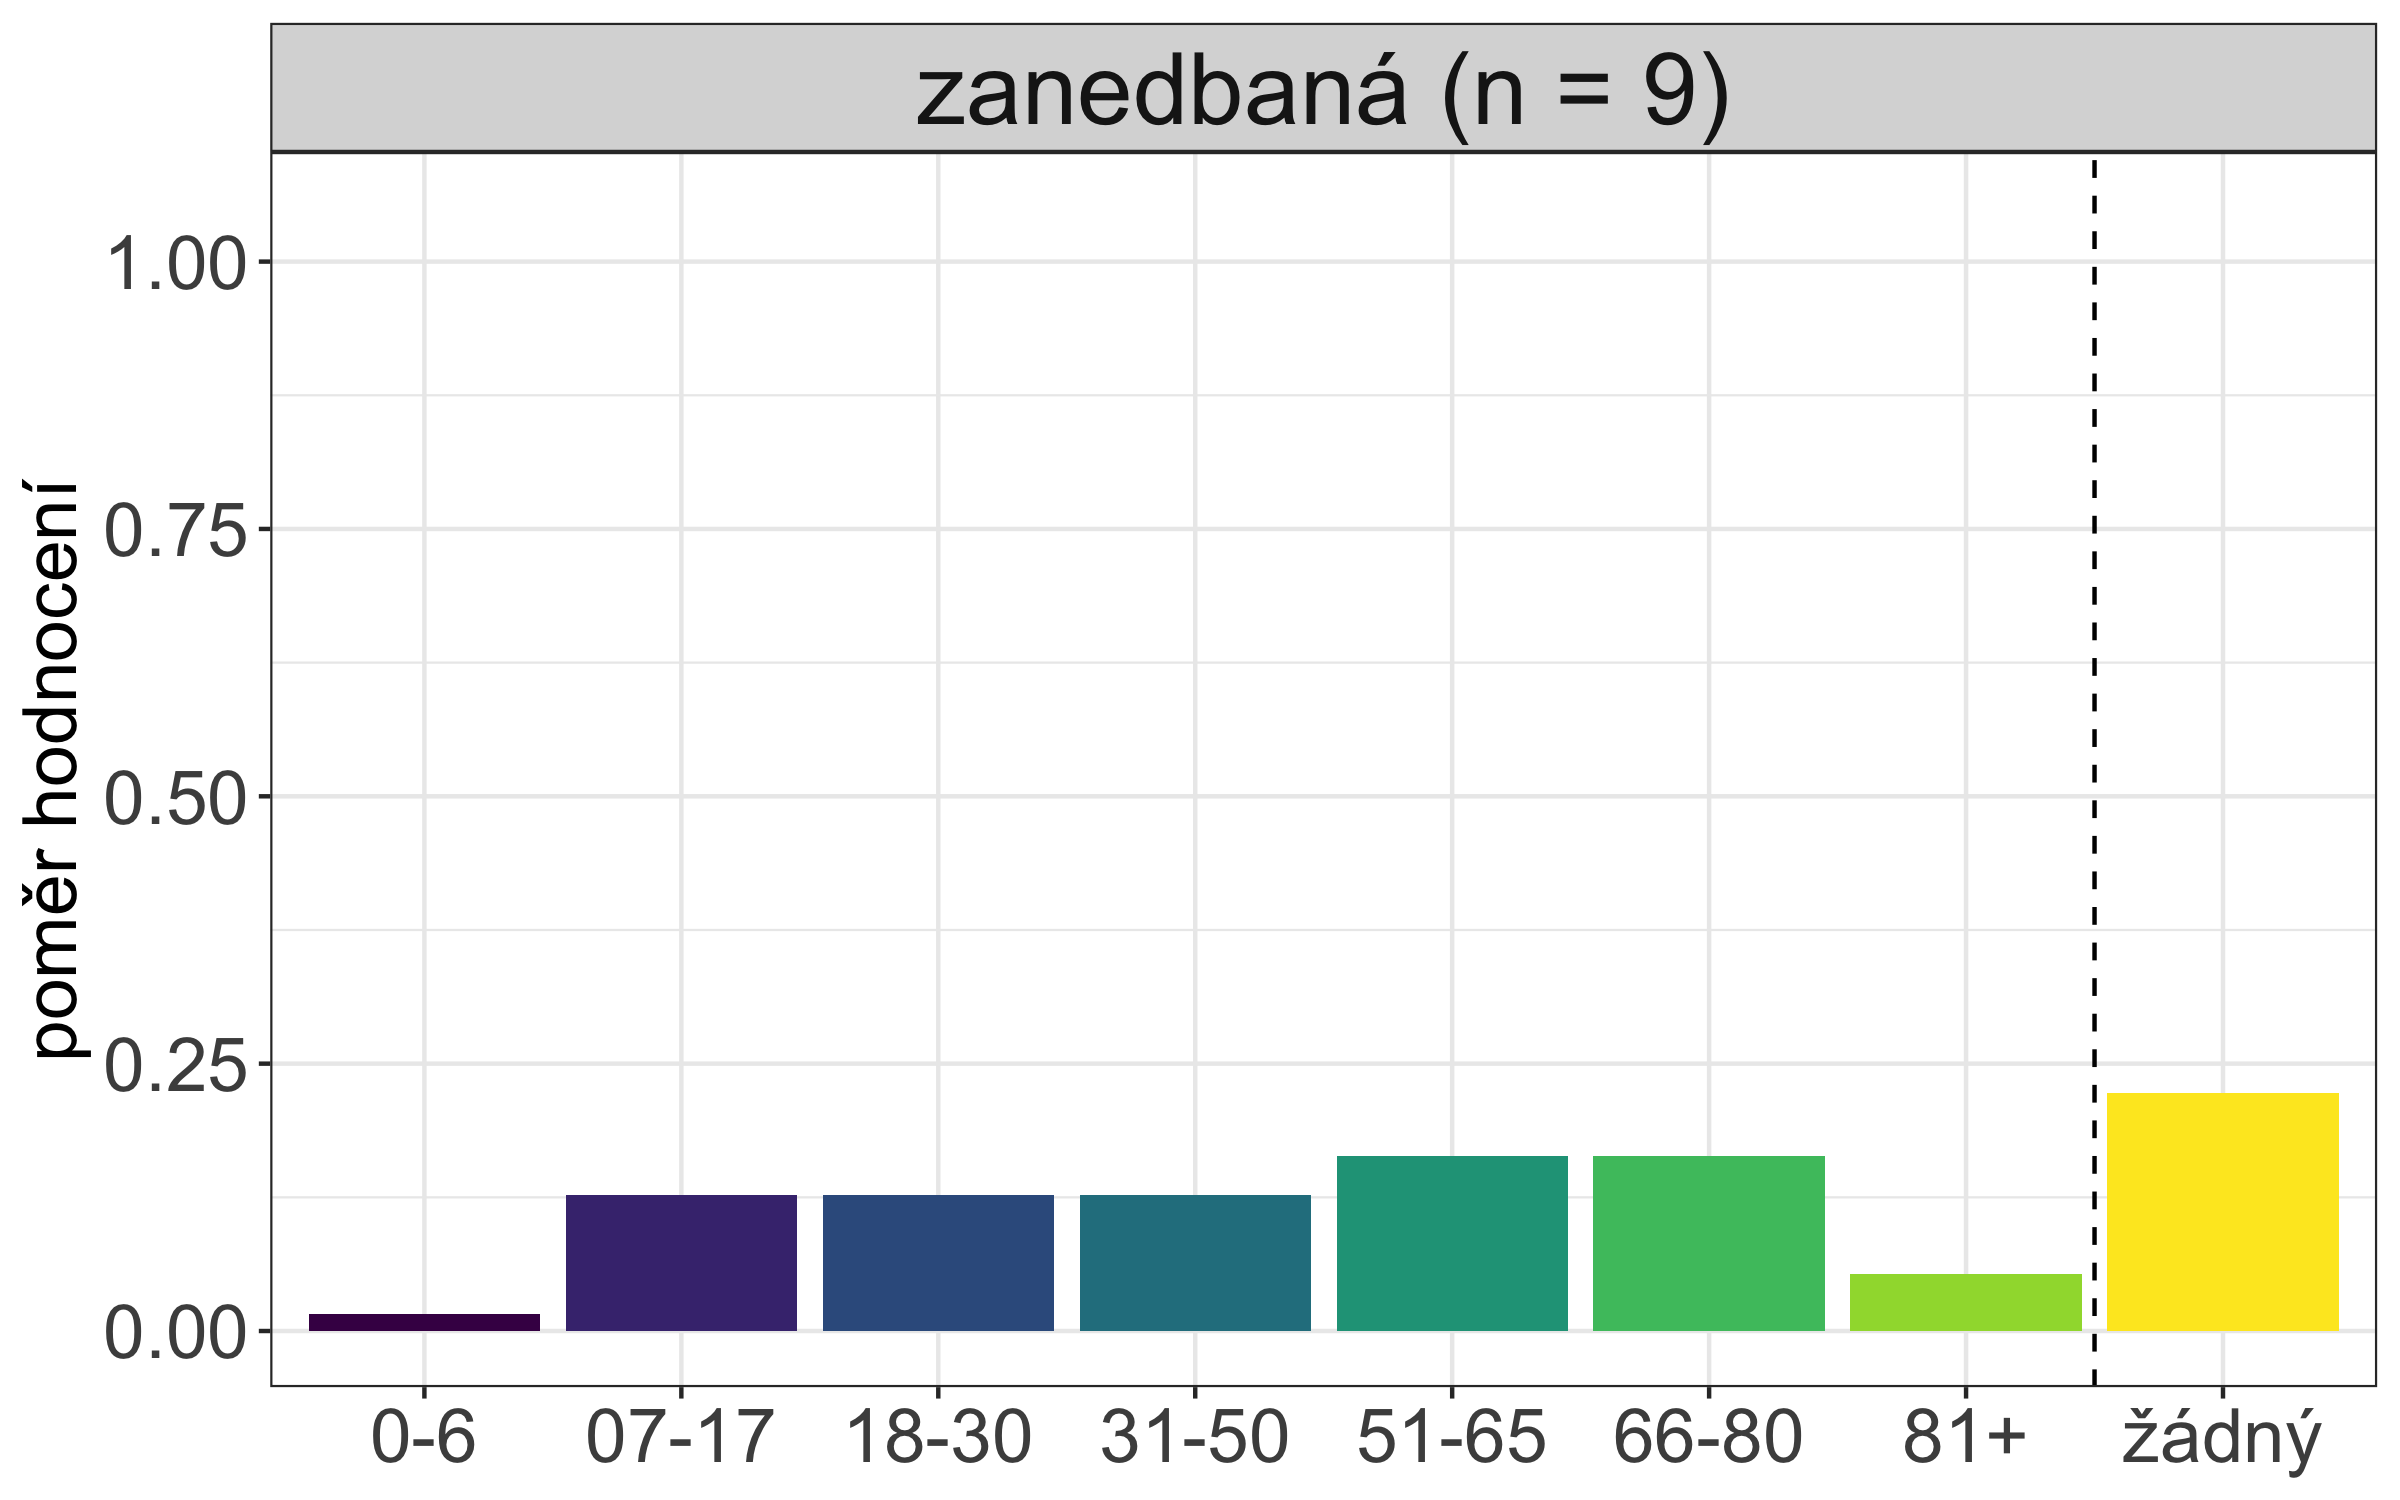 zanedbaná (n = 9)
poměr hodnocení
1.00
0.75
0.50
0.25
0.00
0-6 07-17 18-30 31-50 51-65 66-80 81+ žádný